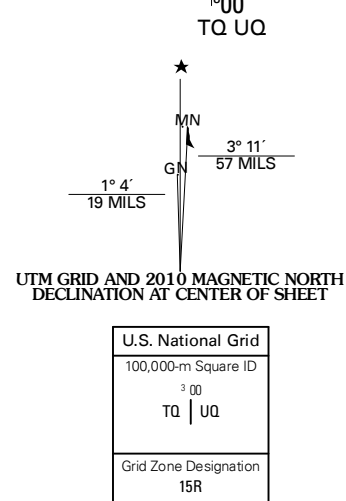 00
TQ UQ
★
MN
GN
3° 11´
57 MILS
1° 4´
19 MILS
UTM GRID AND 2010 MAGNETIC NORTH
DECLINATION AT CENTER OF SHEET
U.S. National Grid
100,000-m Square ID
3 00
TQ | UQ
Grid Zone Designation
15R